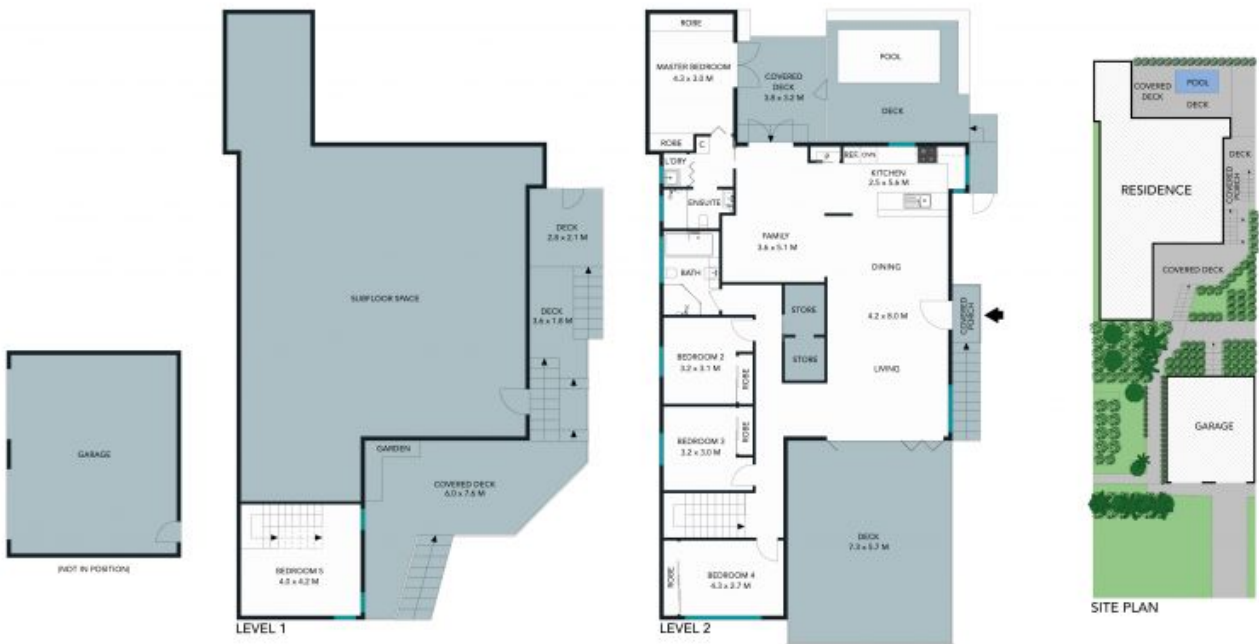 GARAGE
(NOT IN POSITION)
SUBFLOOR SPACE
DECK
2.8 x 2.1 M
DECK
3.6 x 1.8 M
GARDEN
COVERED DECK
6.0 x 7.6 M
BEDROOM 5
4.0 x 4.2 M
LEVEL 1
ROBE
MASTER BEDROOM
4.3 x 3.0 M
COVERED
DECK
3.8 x 3.2 M
POOL
DECK
ROBE
C
L'DRY
ENSUITE
REF.
KITCHEN
2.5 x 5.6 M
FAMILY
3.6 x 5.1 M
BATH
DINING
4.2 x 8.0 M
LIVING
STORE
STORE
COVERED
PORCH
BEDROOM 2
3.2 x 3.1 M
ROBE
BEDROOM 3
3.2 x 3.0 M
ROBE
DECK
7.3 x 5.7 M
BEDROOM 4
4.3 x 2.7 M
ROBE
LEVEL 2
COVERED
DECK
POOL
DECK
DECK
COVERED
PORCH
RESIDENCE
COVERED DECK
GARAGE
SITE PLAN